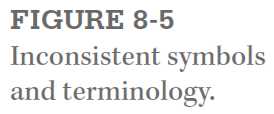 FIGURE 8-5
Inconsistent symbols
and terminology.